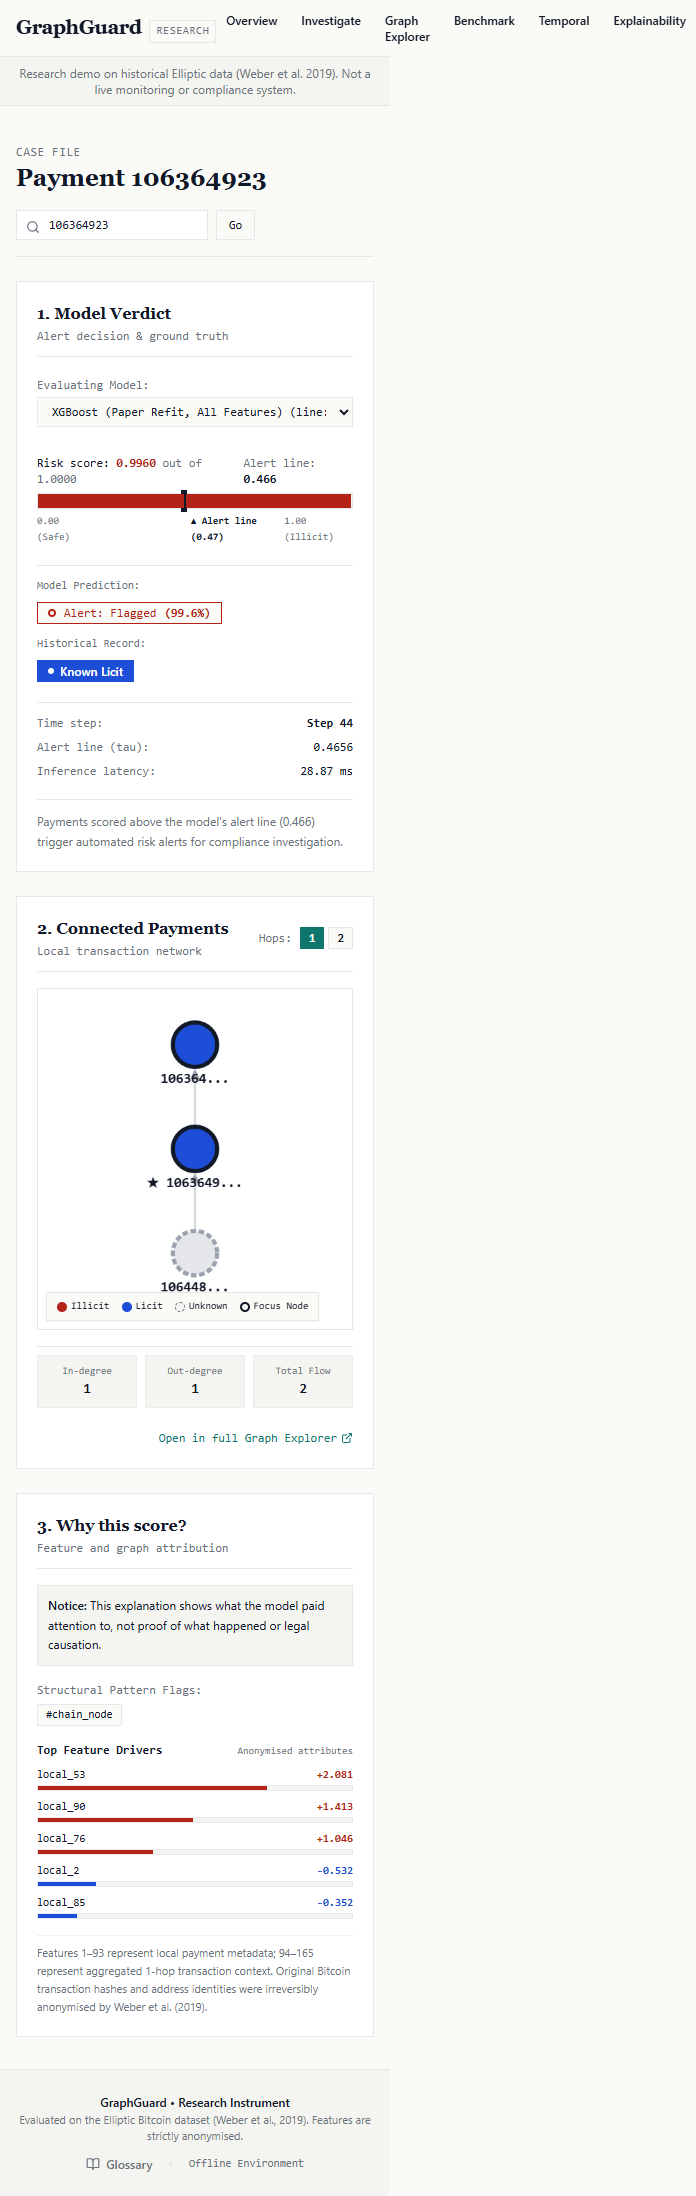 GraphGuard RESEARCH Overview Investigate Graph Explorer Benchmark Temporal Explainability
Research demo on historical Elliptic data (Weber et al. 2019). Not a
live monitoring or compliance system.
CASE FILE
Payment 106364923
106364923 Go
1. Model Verdict
Alert decision & ground truth
Evaluating Model:
XGBoost (Paper Refit, All Features) (line:
Risk score: 0.9960 out of 1.0000
Alert line: 0.466
0.00 (Safe)
▲ Alert line (0.47)
1.00 (Illicit)
Model Prediction:
Alert: Flagged (99.6%)
Historical Record:
Known Licit
Time step: Step 44
Alert line (tau): 0.4656
Inference latency: 28.87 ms
Payments scored above the model's alert line (0.466)
trigger automated risk alerts for compliance investigation.
2. Connected Payments
Local transaction network
Hops: 1 2
106364...
★ 1063649...
106448...
Illicit Licit Unknown Focus Node
In-degree 1
Out-degree 1
Total Flow 2
Open in full Graph Explorer
3. Why this score?
Feature and graph attribution
Notice: This explanation shows what the model paid
attention to, not proof of what happened or legal
causation.
Structural Pattern Flags:
#chain_node
Top Feature Drivers Anonymised attributes
local_53 +2.081
local_90 +1.413
local_76 +1.046
local_2 -0.532
local_85 -0.352
Features 1–93 represent local payment metadata; 94–165
represent aggregated 1-hop transaction context. Original Bitcoin
transaction hashes and address identities were irreversibly
anonymised by Weber et al. (2019).
GraphGuard • Research Instrument
Evaluated on the Elliptic Bitcoin dataset (Weber et al., 2019). Features are
strictly anonymised.
Glossary · Offline Environment